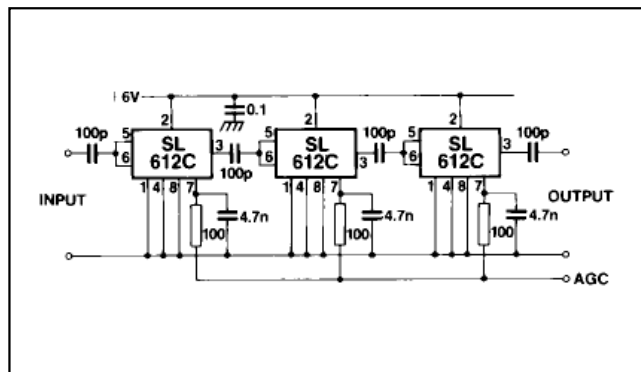 +6V
0.1
2
2
2
100p
5
6
SL
612C
3
100p
5
6
SL
612C
3
100p
5
6
SL
612C
3
100p
1 4 8 7
1 4 8 7
1 4 8 7
INPUT
100
4.7n
100
4.7n
100
4.7n
OUTPUT
AGC